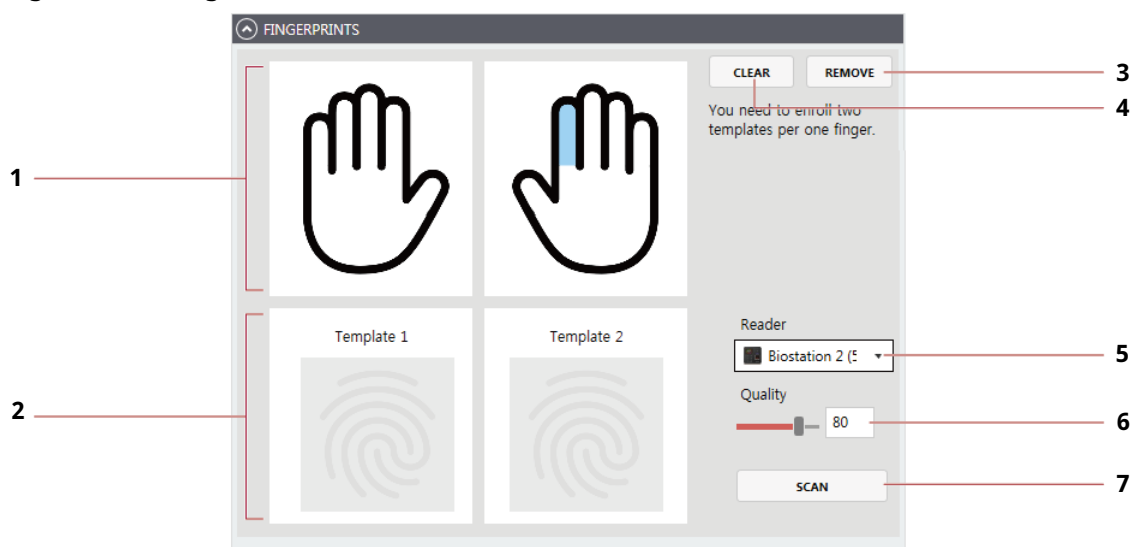 FINGERPRINTS
CLEAR
REMOVE
3
4
You need to enroll two
templates per one finger.
1
Template 1
Template 2
Reader
Biostation 2 (5
5
2
Quality
80
6
SCAN
7